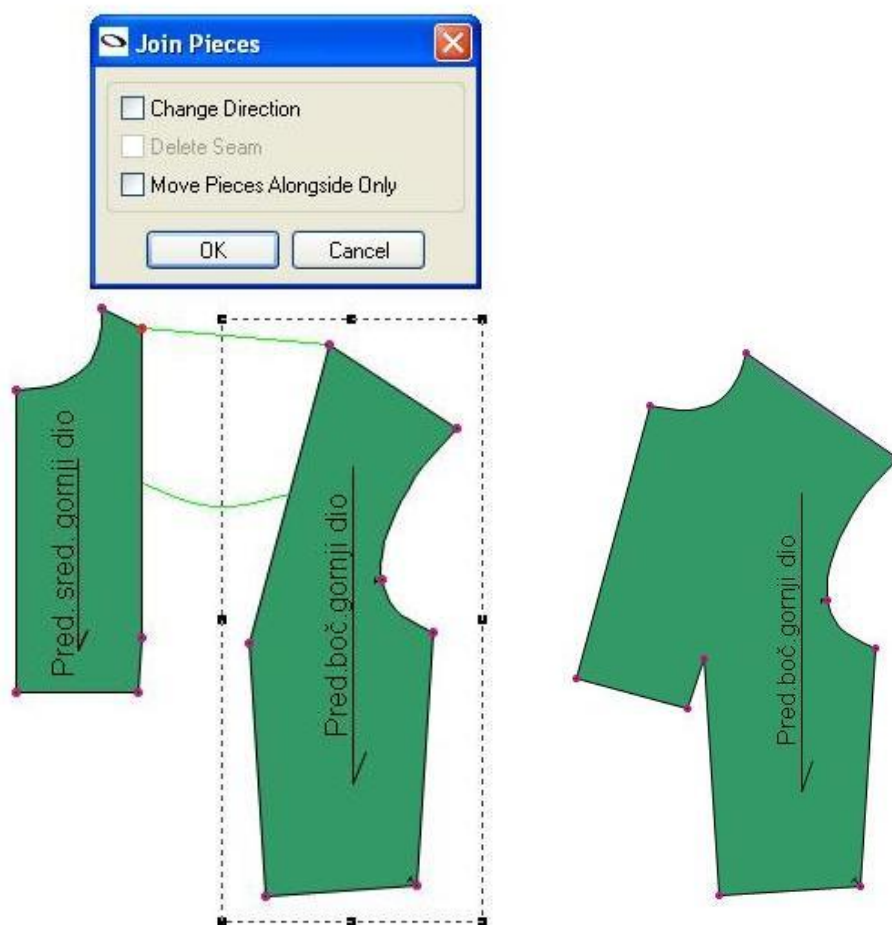 Join Pieces
Change Direction
Delete Seam
Move Pieces Alongside Only
OK Cancel
Pred. sred. gornji dio
Pred.boč.gornji dio
Pred.boč.gornji dio